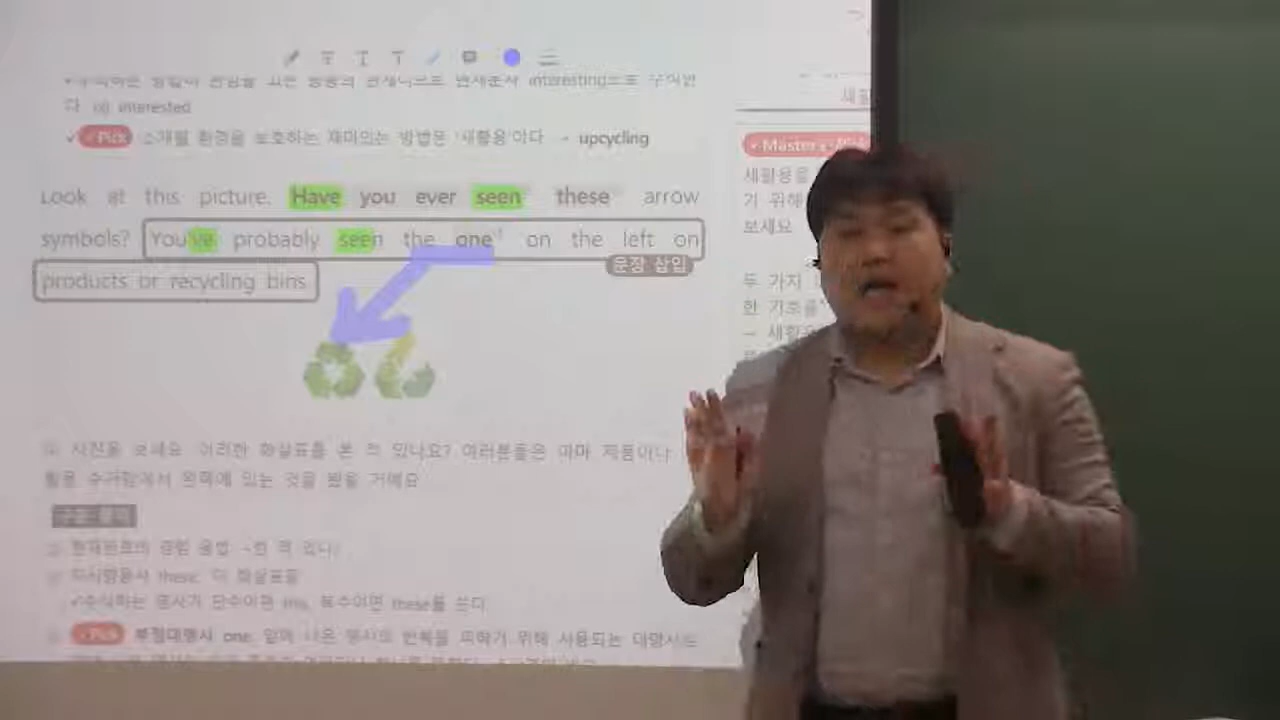 다. (x) interested
✓ Pick 소개할 환경을 보호하는 재미있는 방법은 '새활용'이다. → upcycling
Look at this picture. Have you ever seen these arrow
symbols? You've probably seen the one on the left on
문장 삽입
products or recycling bins.
사진을 보세요. 이러한 화살표를 본 적 있나요? 여러분들은 아마 제품이나
활용 수거함에서 왼쪽에 있는 것을 봤을 거예요.
구문 분석
현재완료의 경험 용법: ~한 적 있다
지시형용사 these: 이 화살표들
✓수식하는 명사가 단수이면 this, 복수이면 these를 쓴다.
Pick 부정대명사 one: 앞에 나온 명사의 반복을 피하기 위해 사용되는 대명사로
Master's
새활용을
기 위해
보세요
두 가지
한 기호를